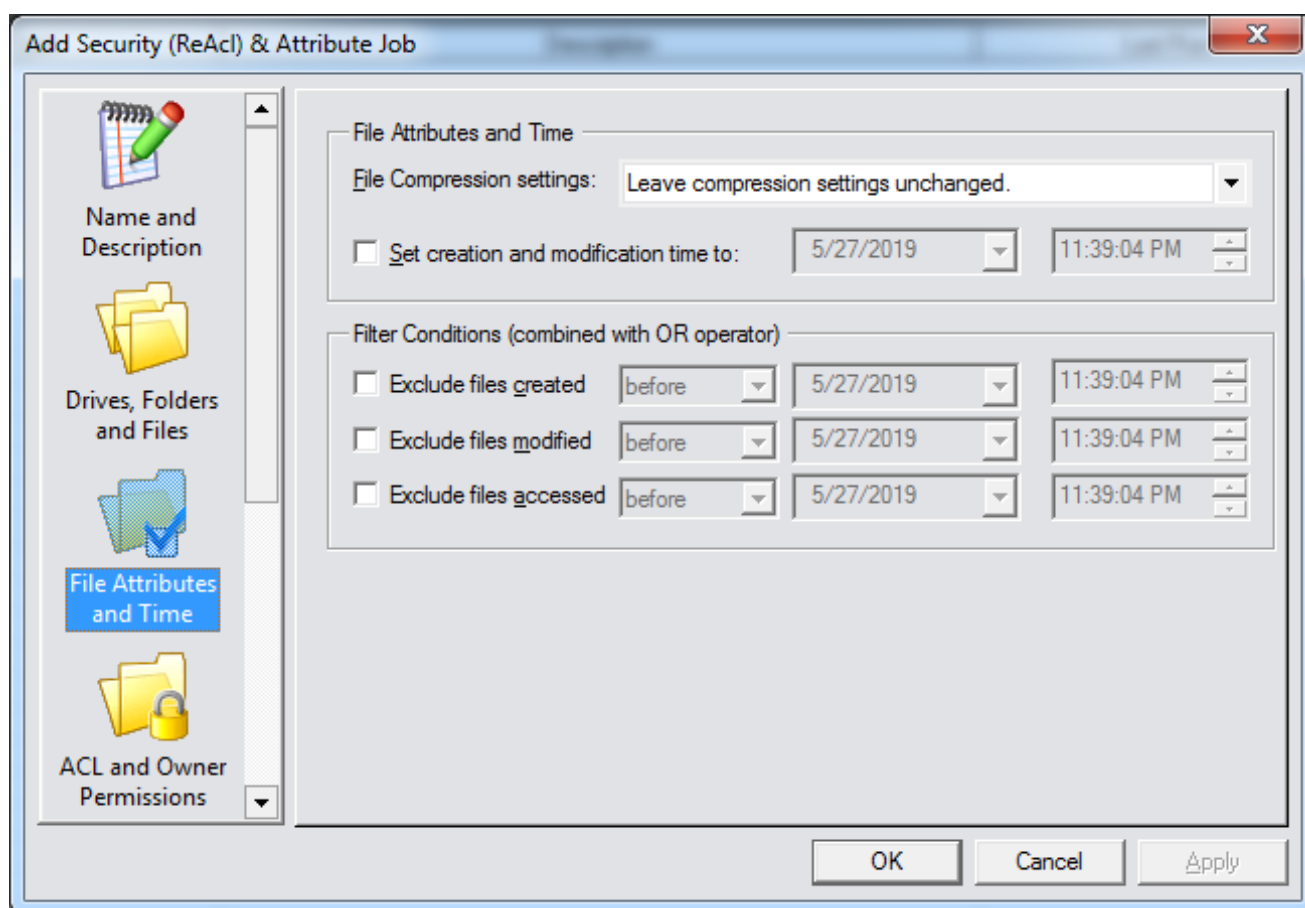 Add Security (ReAcl) & Attribute Job
Name and
Description
Drives, Folders
and Files
File Attributes
and Time
ACL and Owner
Permissions
File Attributes and Time
File Compression settings: Leave compression settings unchanged.
Set creation and modification time to: 5/27/2019 11:39:04 PM
Filter Conditions (combined with OR operator)
Exclude files created before 5/27/2019 11:39:04 PM
Exclude files modified before 5/27/2019 11:39:04 PM
Exclude files accessed before 5/27/2019 11:39:04 PM
OK Cancel Apply